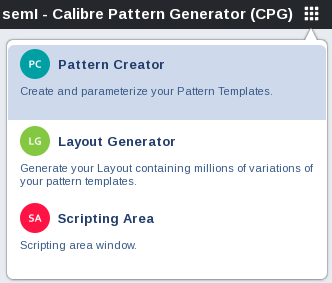 semI - Calibre Pattern Generator (CPG)
PC Pattern Creator
Create and parameterize your Pattern Templates.
LG Layout Generator
Generate your Layout containing millions of variations of
your pattern templates.
SA Scripting Area
Scripting area window.